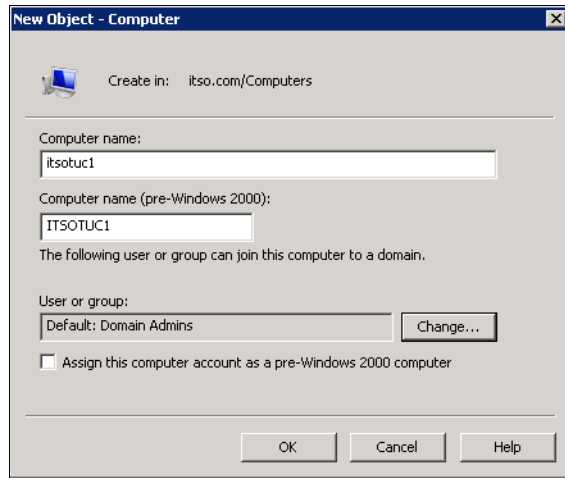 New Object - Computer
Create in: itso.com/Computers
Computer name:
itsotuc1
Computer name (pre-Windows 2000):
ITSOTUC1
The following user or group can join this computer to a domain.
User or group:
Default: Domain Admins
Change...
Assign this computer account as a pre-Windows 2000 computer
OK Cancel Help